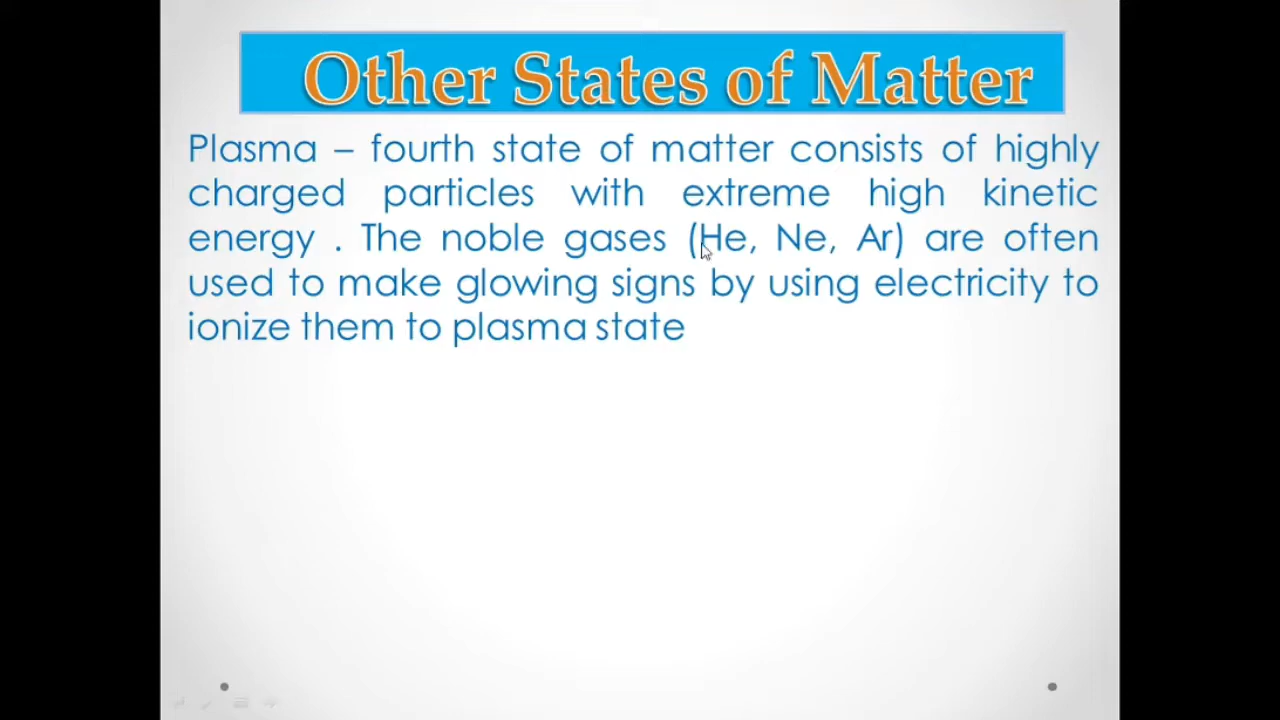 Other States of Matter
Plasma – fourth state of matter consists of highly
charged particles with extreme high kinetic
energy . The noble gases (He, Ne, Ar) are often
used to make glowing signs by using electricity to
ionize them to plasma state